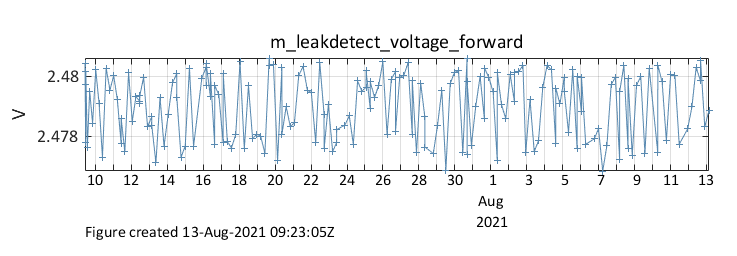 m_leakdetect_voltage_forward
V
2.48
2.478
10 12 14 16 18 20 22 24 26 28 30 1 3 5 7 9 11 13
Aug
2021
Figure created 13-Aug-2021 09:23:05Z